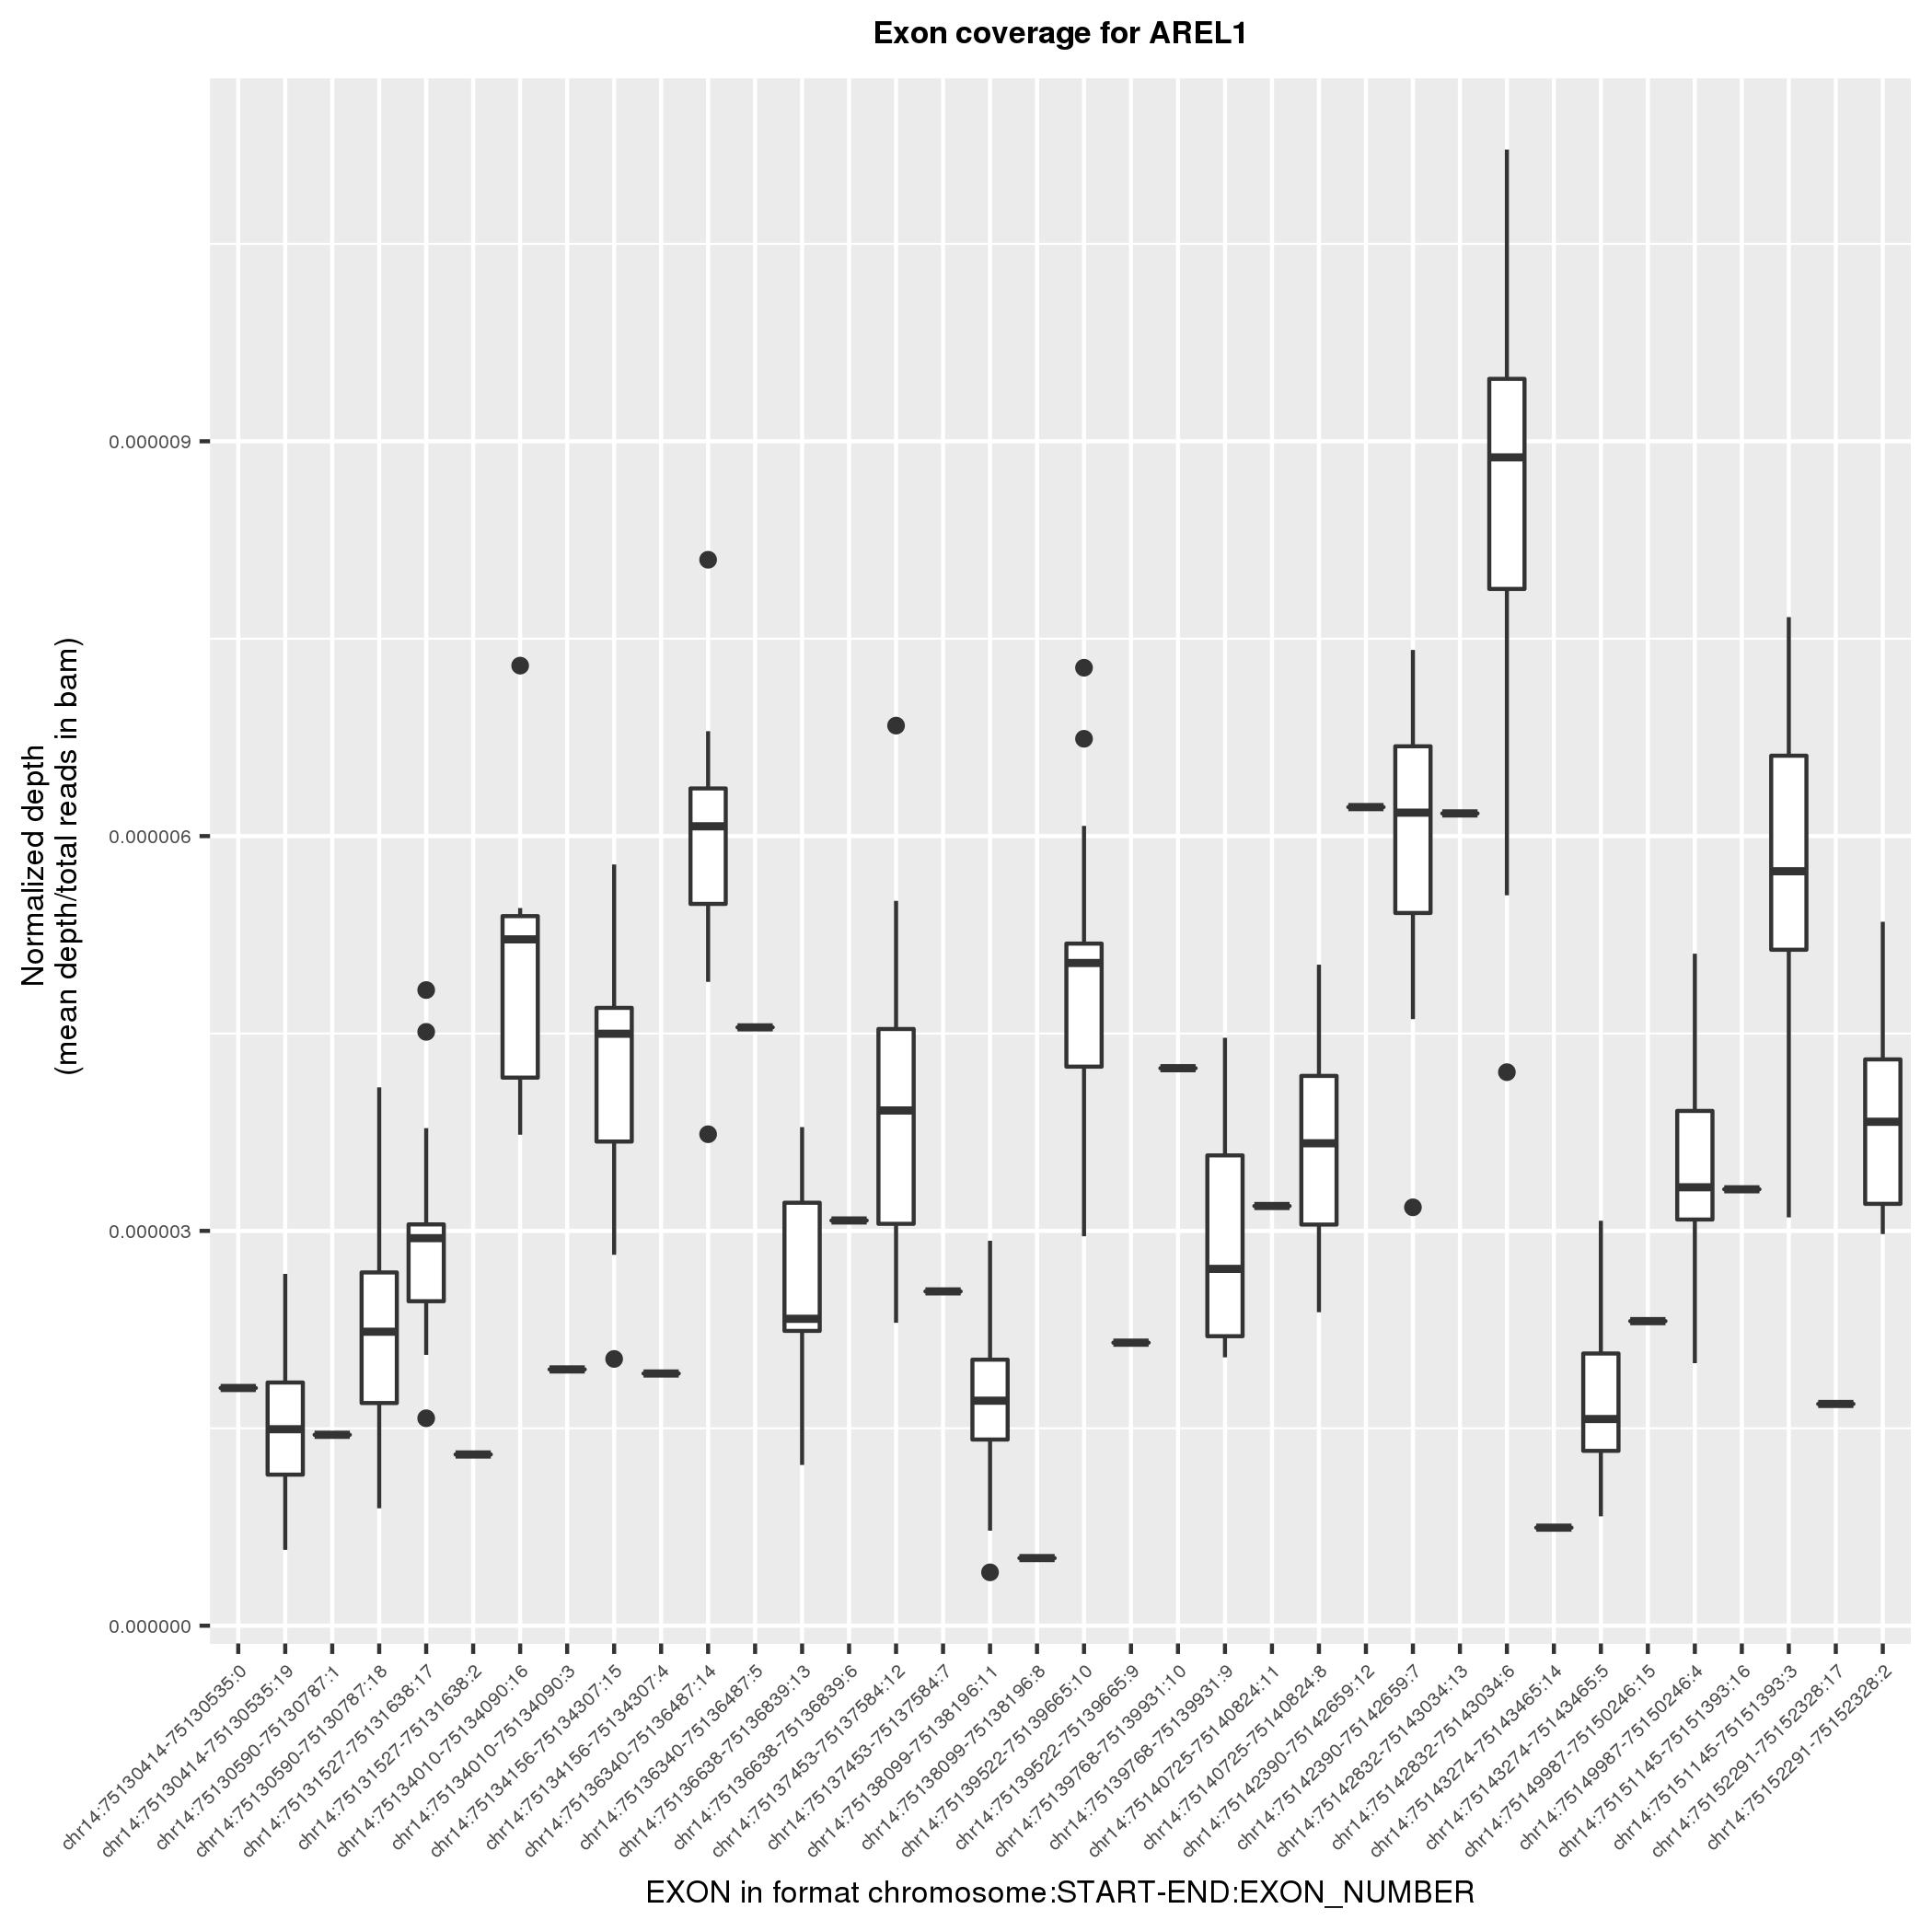 Exon coverage for AREL1
Normalized depth
(mean depth/total reads in bam)
0.000009
0.000006
0.000003
0.000000
chr14:75130414-75130535:0
chr14:75130414-75130535:19
chr14:75130590-75130787:1
chr14:75130590-75130787:18
chr14:75131527-75131638:17
chr14:75131527-75131638:2
chr14:75134010-75134090:16
chr14:75134010-75134090:3
chr14:75134156-75134307:15
chr14:75134156-75134307:4
chr14:75136340-75136487:14
chr14:75136340-75136487:5
chr14:75136638-75136839:13
chr14:75136638-75136839:6
chr14:75137453-75137584:12
chr14:75137453-75137584:7
chr14:75138099-75138196:11
chr14:75138099-75138196:8
chr14:75139522-75139665:10
chr14:75139522-75139665:9
chr14:75139768-75139931:10
chr14:75139768-75139931:9
chr14:75140725-75140824:11
chr14:75140725-75140824:8
chr14:75142390-75142659:12
chr14:75142390-75142659:7
chr14:75142832-75143034:13
chr14:75142832-75143034:6
chr14:75143274-75143465:14
chr14:75143274-75143465:5
chr14:75149987-75150246:15
chr14:75149987-75150246:4
chr14:75151145-75151393:16
chr14:75151145-75151393:3
chr14:75152291-75152328:17
chr14:75152291-75152328:2
EXON in format chromosome:START-END:EXON_NUMBER